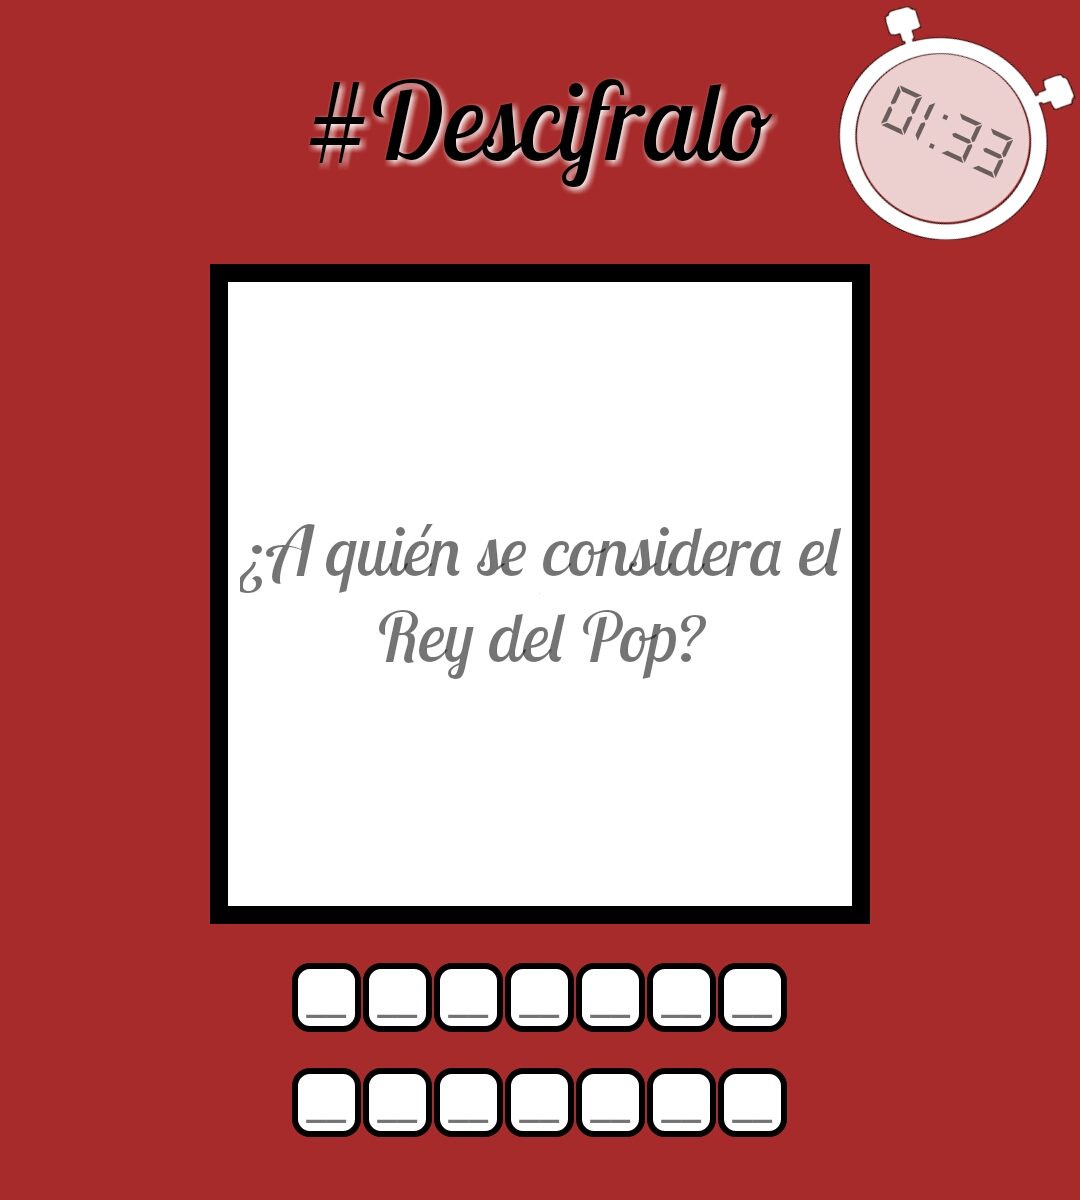 #Descifralo
01:33
¿A quién se considera el
Rey del Pop?
_ _ _ _ _ _ _
_ _ _ _ _ _ _